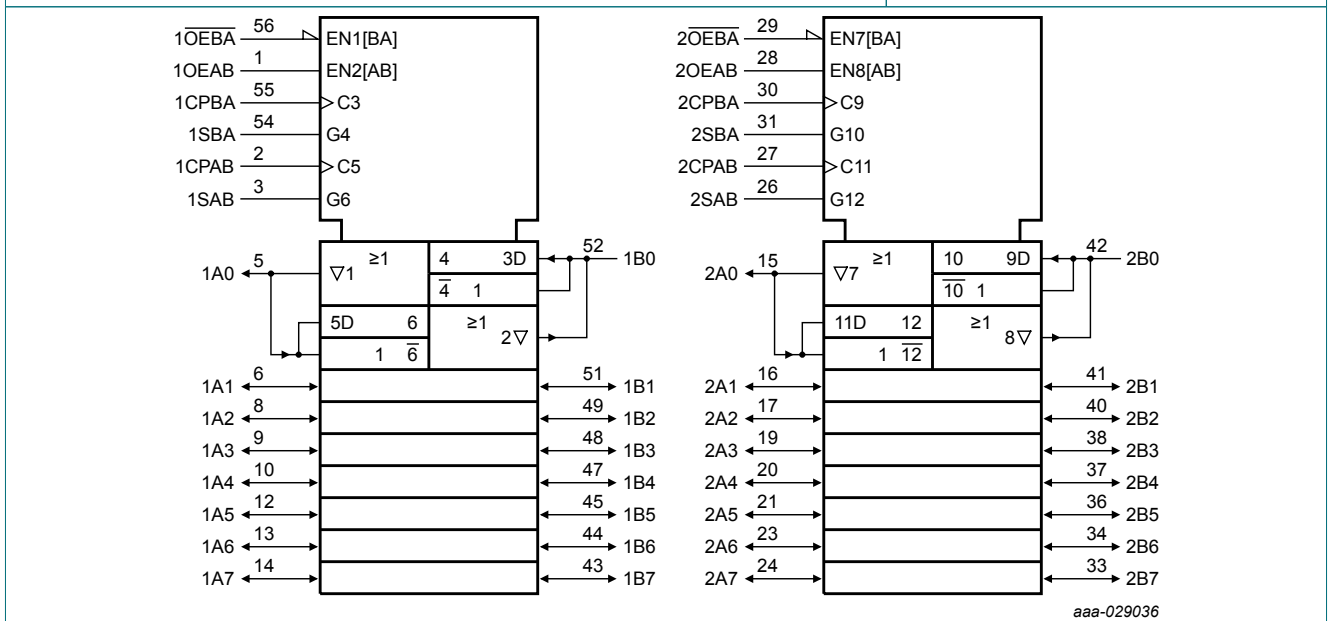 1O̅E̅B̅A̅ 56 EN1[BA]
1OEAB 1 EN2[AB]
1CPBA 55 C3
1SBA 54 G4
1CPAB 2 C5
1SAB 3 G6
1A0 5 ▽1 ≥1 4 3D 52 1B0
4̅ 1
5D 6 ≥1 2▽
1 6̅
1A1 6 51 1B1
1A2 8 49 1B2
1A3 9 48 1B3
1A4 10 47 1B4
1A5 12 45 1B5
1A6 13 44 1B6
1A7 14 43 1B7
2O̅E̅B̅A̅ 29 EN7[BA]
2OEAB 28 EN8[AB]
2CPBA 30 C9
2SBA 31 G10
2CPAB 27 C11
2SAB 26 G12
2A0 15 ▽7 ≥1 10 9D 42 2B0
1̅0̅ 1
11D 12 ≥1 8▽
1 1̅2̅
2A1 16 41 2B1
2A2 17 40 2B2
2A3 19 38 2B3
2A4 20 37 2B4
2A5 21 36 2B5
2A6 23 34 2B6
2A7 24 33 2B7
aaa-029036